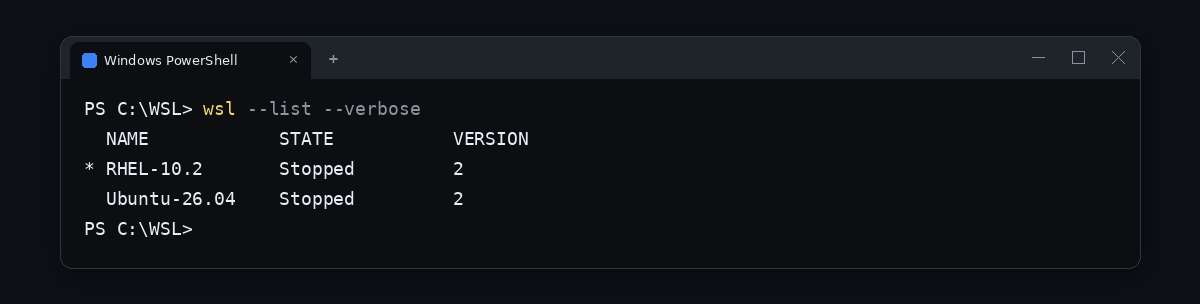 Windows PowerShell
PS C:\WSL> wsl --list --verbose
  NAME            STATE           VERSION
* RHEL-10.2       Stopped         2
  Ubuntu-26.04    Stopped         2
PS C:\WSL>